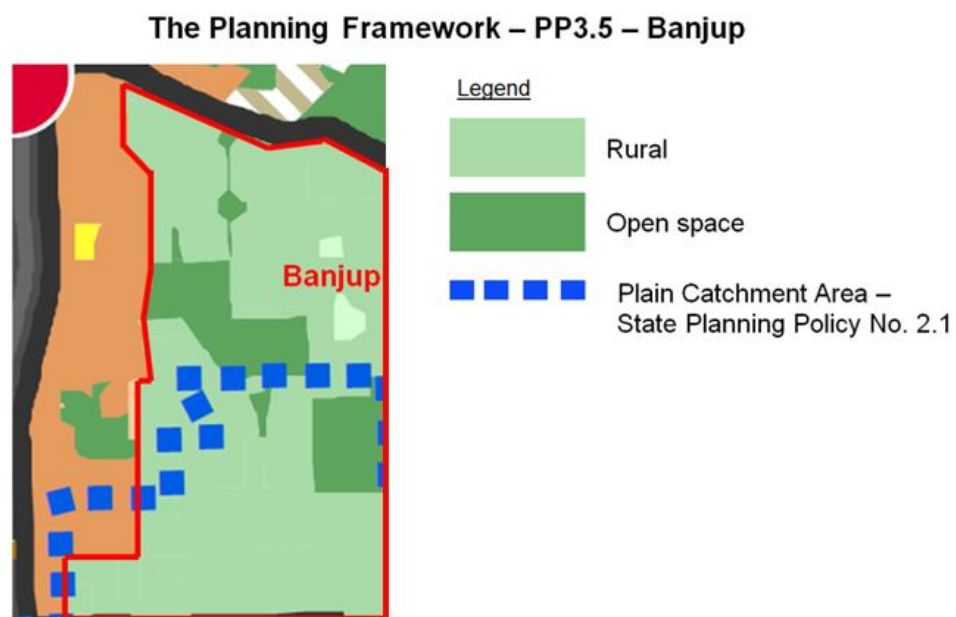 The Planning Framework – PP3.5 – Banjup
Legend
Rural
Open space
Banjup
Plain Catchment Area –
State Planning Policy No. 2.1